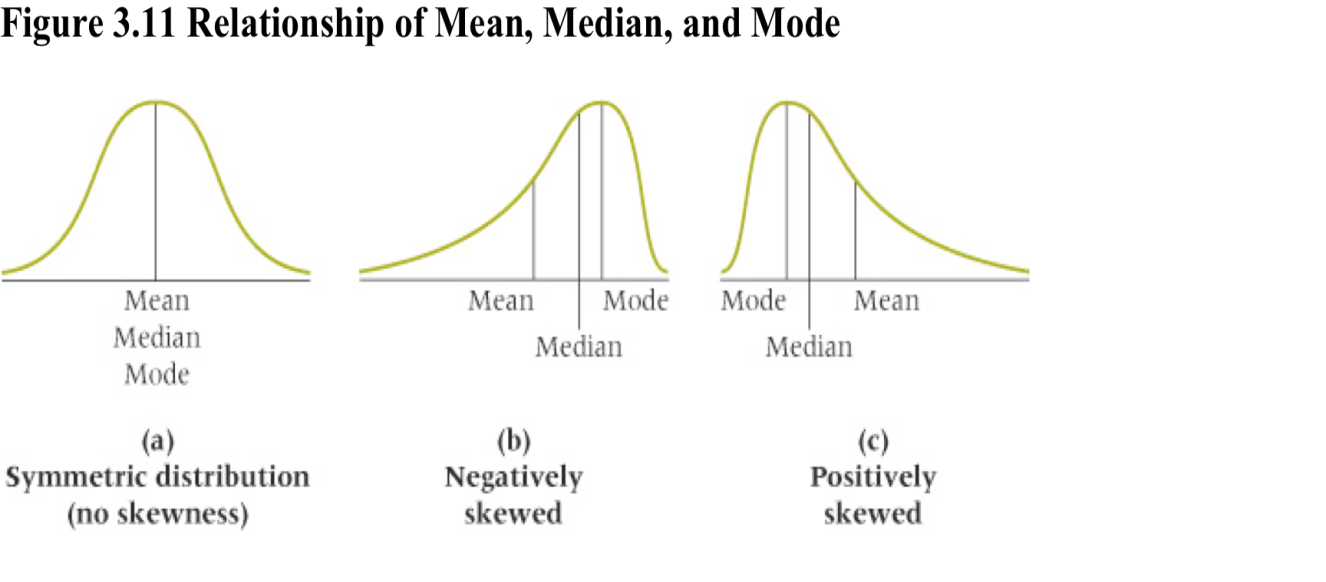 Figure 3.11 Relationship of Mean, Median, and Mode
Mean
Median
Mode
(a)
Symmetric distribution
(no skewness)
Mean
Mode
Median
(b)
Negatively
skewed
Mode
Mean
Median
(c)
Positively
skewed